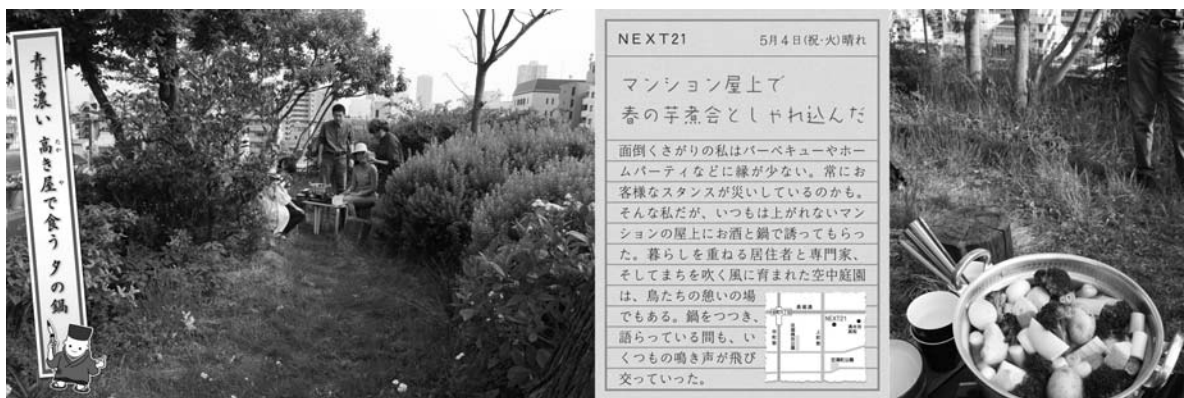 青葉濃い 高き屋で食う 夕の鍋
たか
や
NEXT21
5月4日(祝・火)晴れ
マンション屋上で
春の芋煮会としゃれ込んだ
面倒くさがりの私はバーベキューやホー
ムパーティなどに縁が少ない。常にお
客様なスタンスが災いしているのかも。
そんな私だが、いつもは上がれないマン
ションの屋上にお酒と鍋で誘ってもらっ
た。暮らしを重ねる居住者と専門家、
そしてまちを吹く風に育まれた空中庭園
は、鳥たちの憩いの場
でもある。鍋をつつき、
語らっている間も、い
くつもの鳴き声が飛び
交っていった。
NEXT21